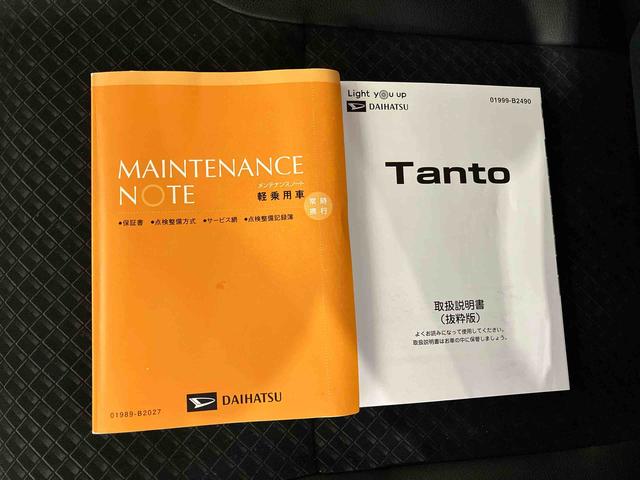 MAINTENANCE
NOTE
メンテナンスノート
軽乗用車
常時
携行
●保証書 ●点検整備方式 ●サービス網 ●点検整備記録簿
DAIHATSU
01989-B2027
Light you up
DAIHATSU
01999-B2490
Tanto
取扱説明書
（抜粋版）
よくお読みになって使用してください。
取扱説明書はお車の中に保管しましょう。